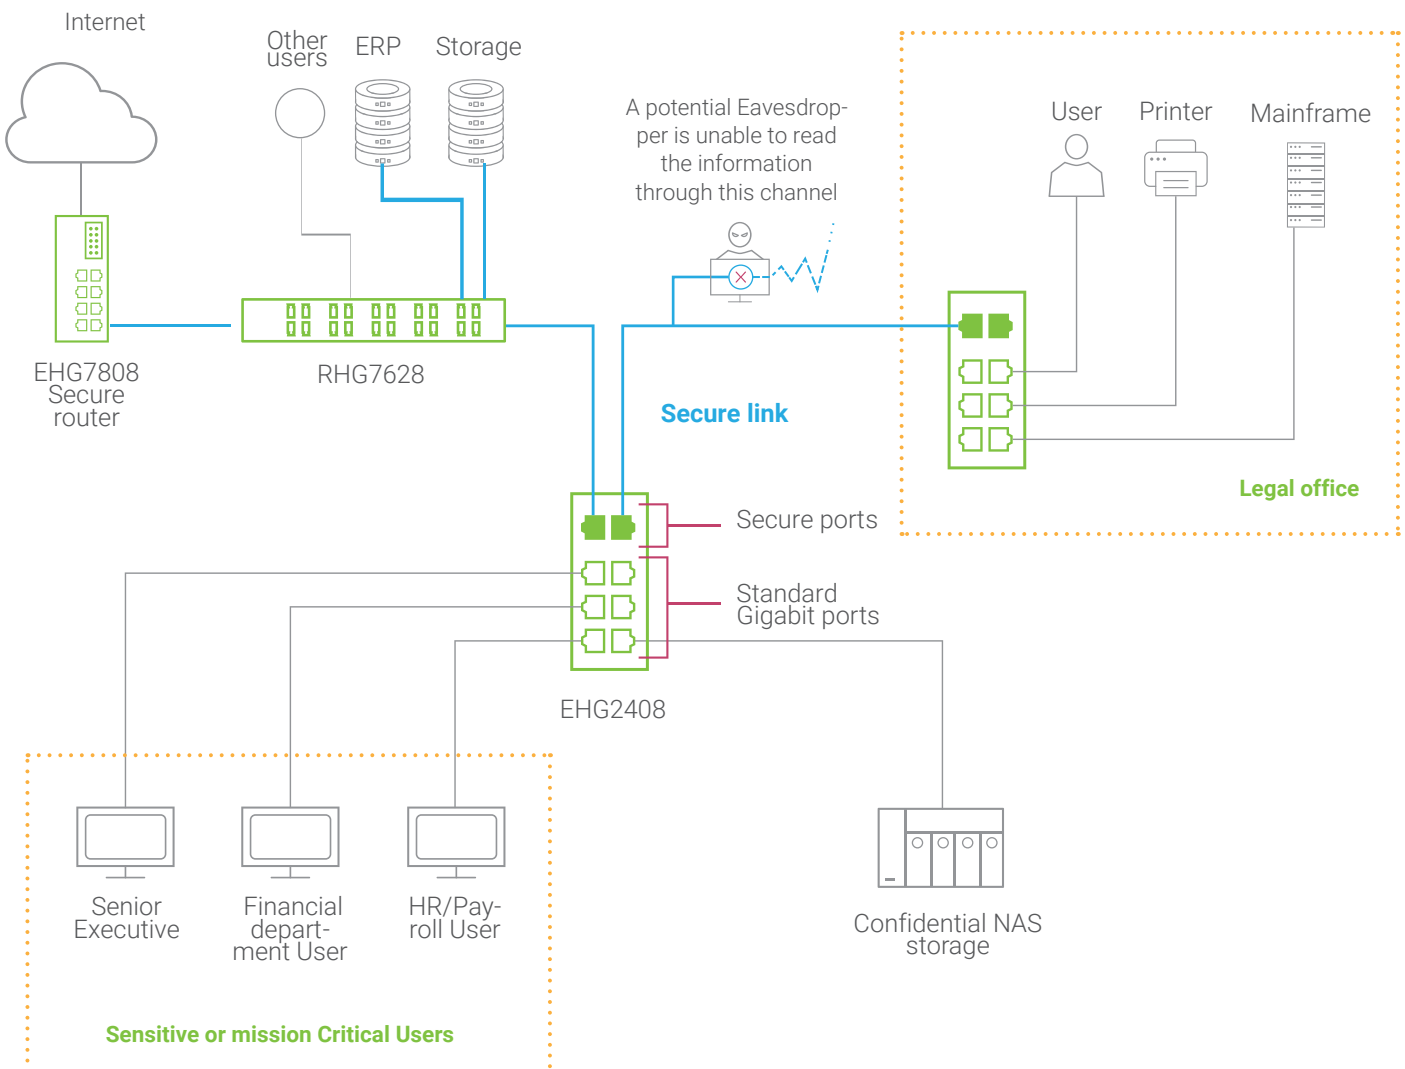 Internet
Other
users
ERP
Storage
A potential Eavesdrop-
per is unable to read
the information
through this channel
User
Printer
Mainframe
EHG7808
Secure
router
RHG7628
Secure link
Legal office
Secure ports
Standard
Gigabit ports
EHG2408
Senior
Executive
Financial
depart-
ment User
HR/Pay-
roll User
Confidential NAS
storage
Sensitive or mission Critical Users